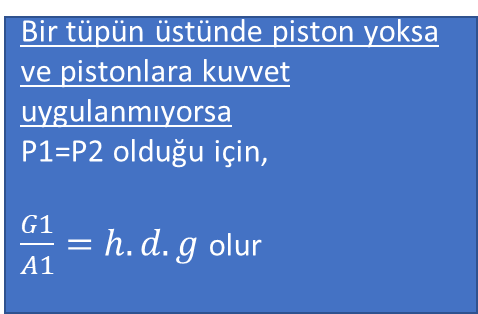 Bir tüpün üstünde piston yoksa
ve pistonlara kuvvet
uygulanmıyorsa
P1=P2 olduğu için,
G1/A1 = h.d.g olur